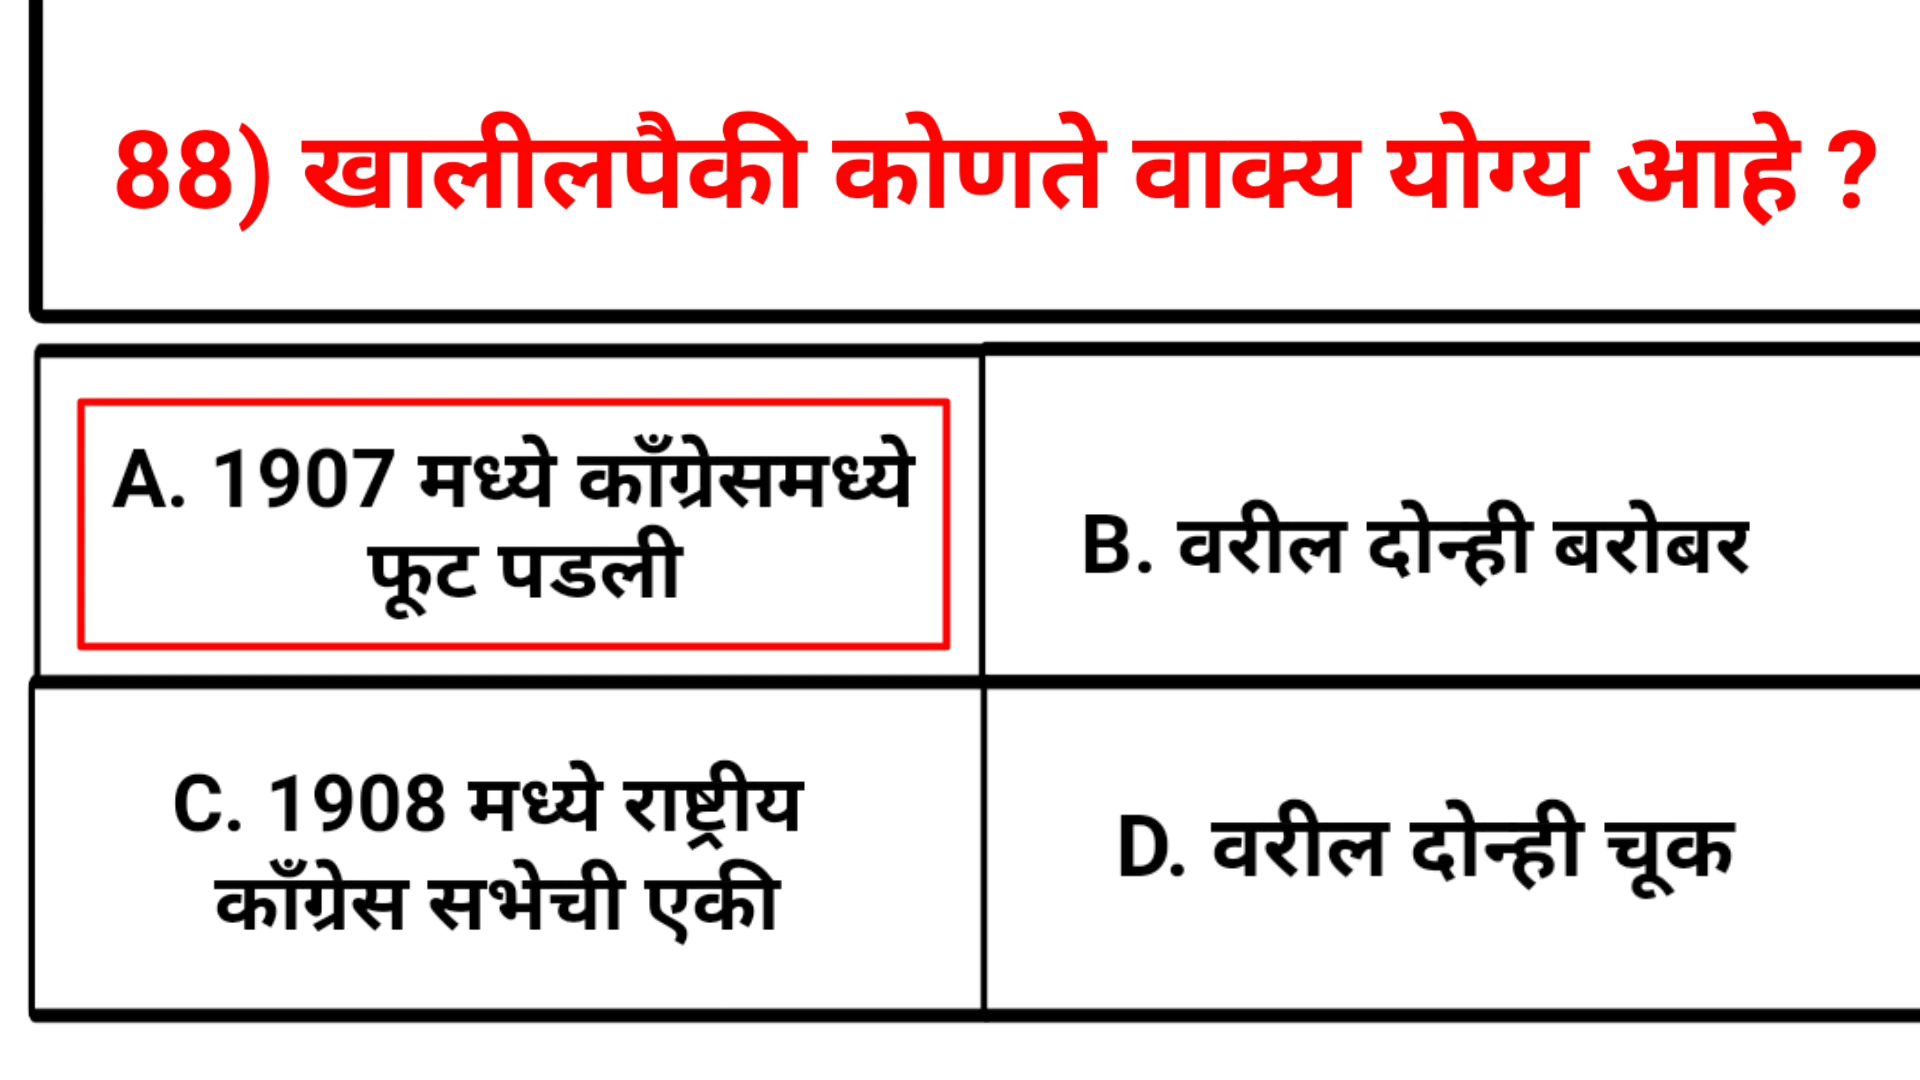 88) खालीलपैकी कोणते वाक्य योग्य आहे ?
A. 1907 मध्ये काँग्रेसमध्ये
फूट पडली
B. वरील दोन्ही बरोबर
C. 1908 मध्ये राष्ट्रीय
काँग्रेस सभेची एकी
D. वरील दोन्ही चूक